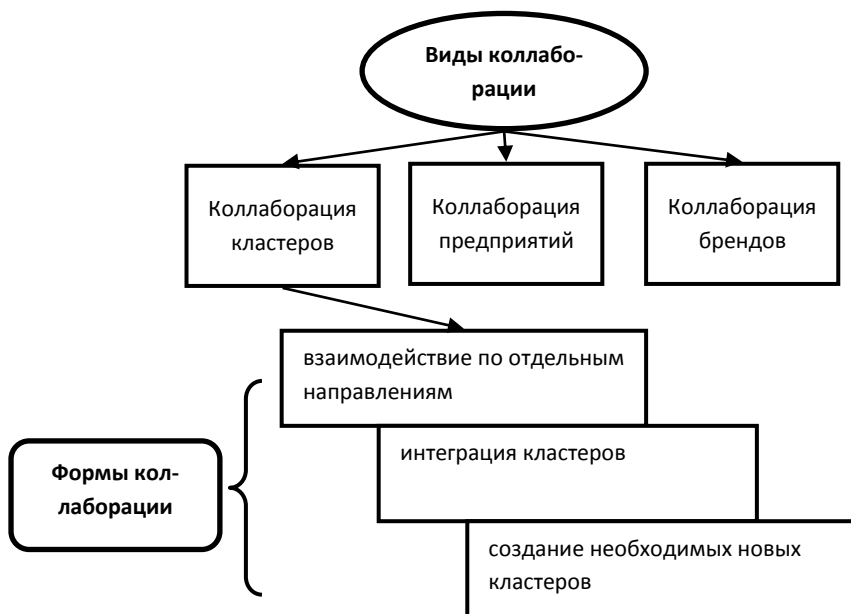 Виды коллабо-
рации
Коллаборация
кластеров
Коллаборация
предприятий
Коллаборация
брендов
взаимодействие по отдельным
направлениям
интеграция кластеров
Формы кол-
лаборации
создание необходимых новых
кластеров